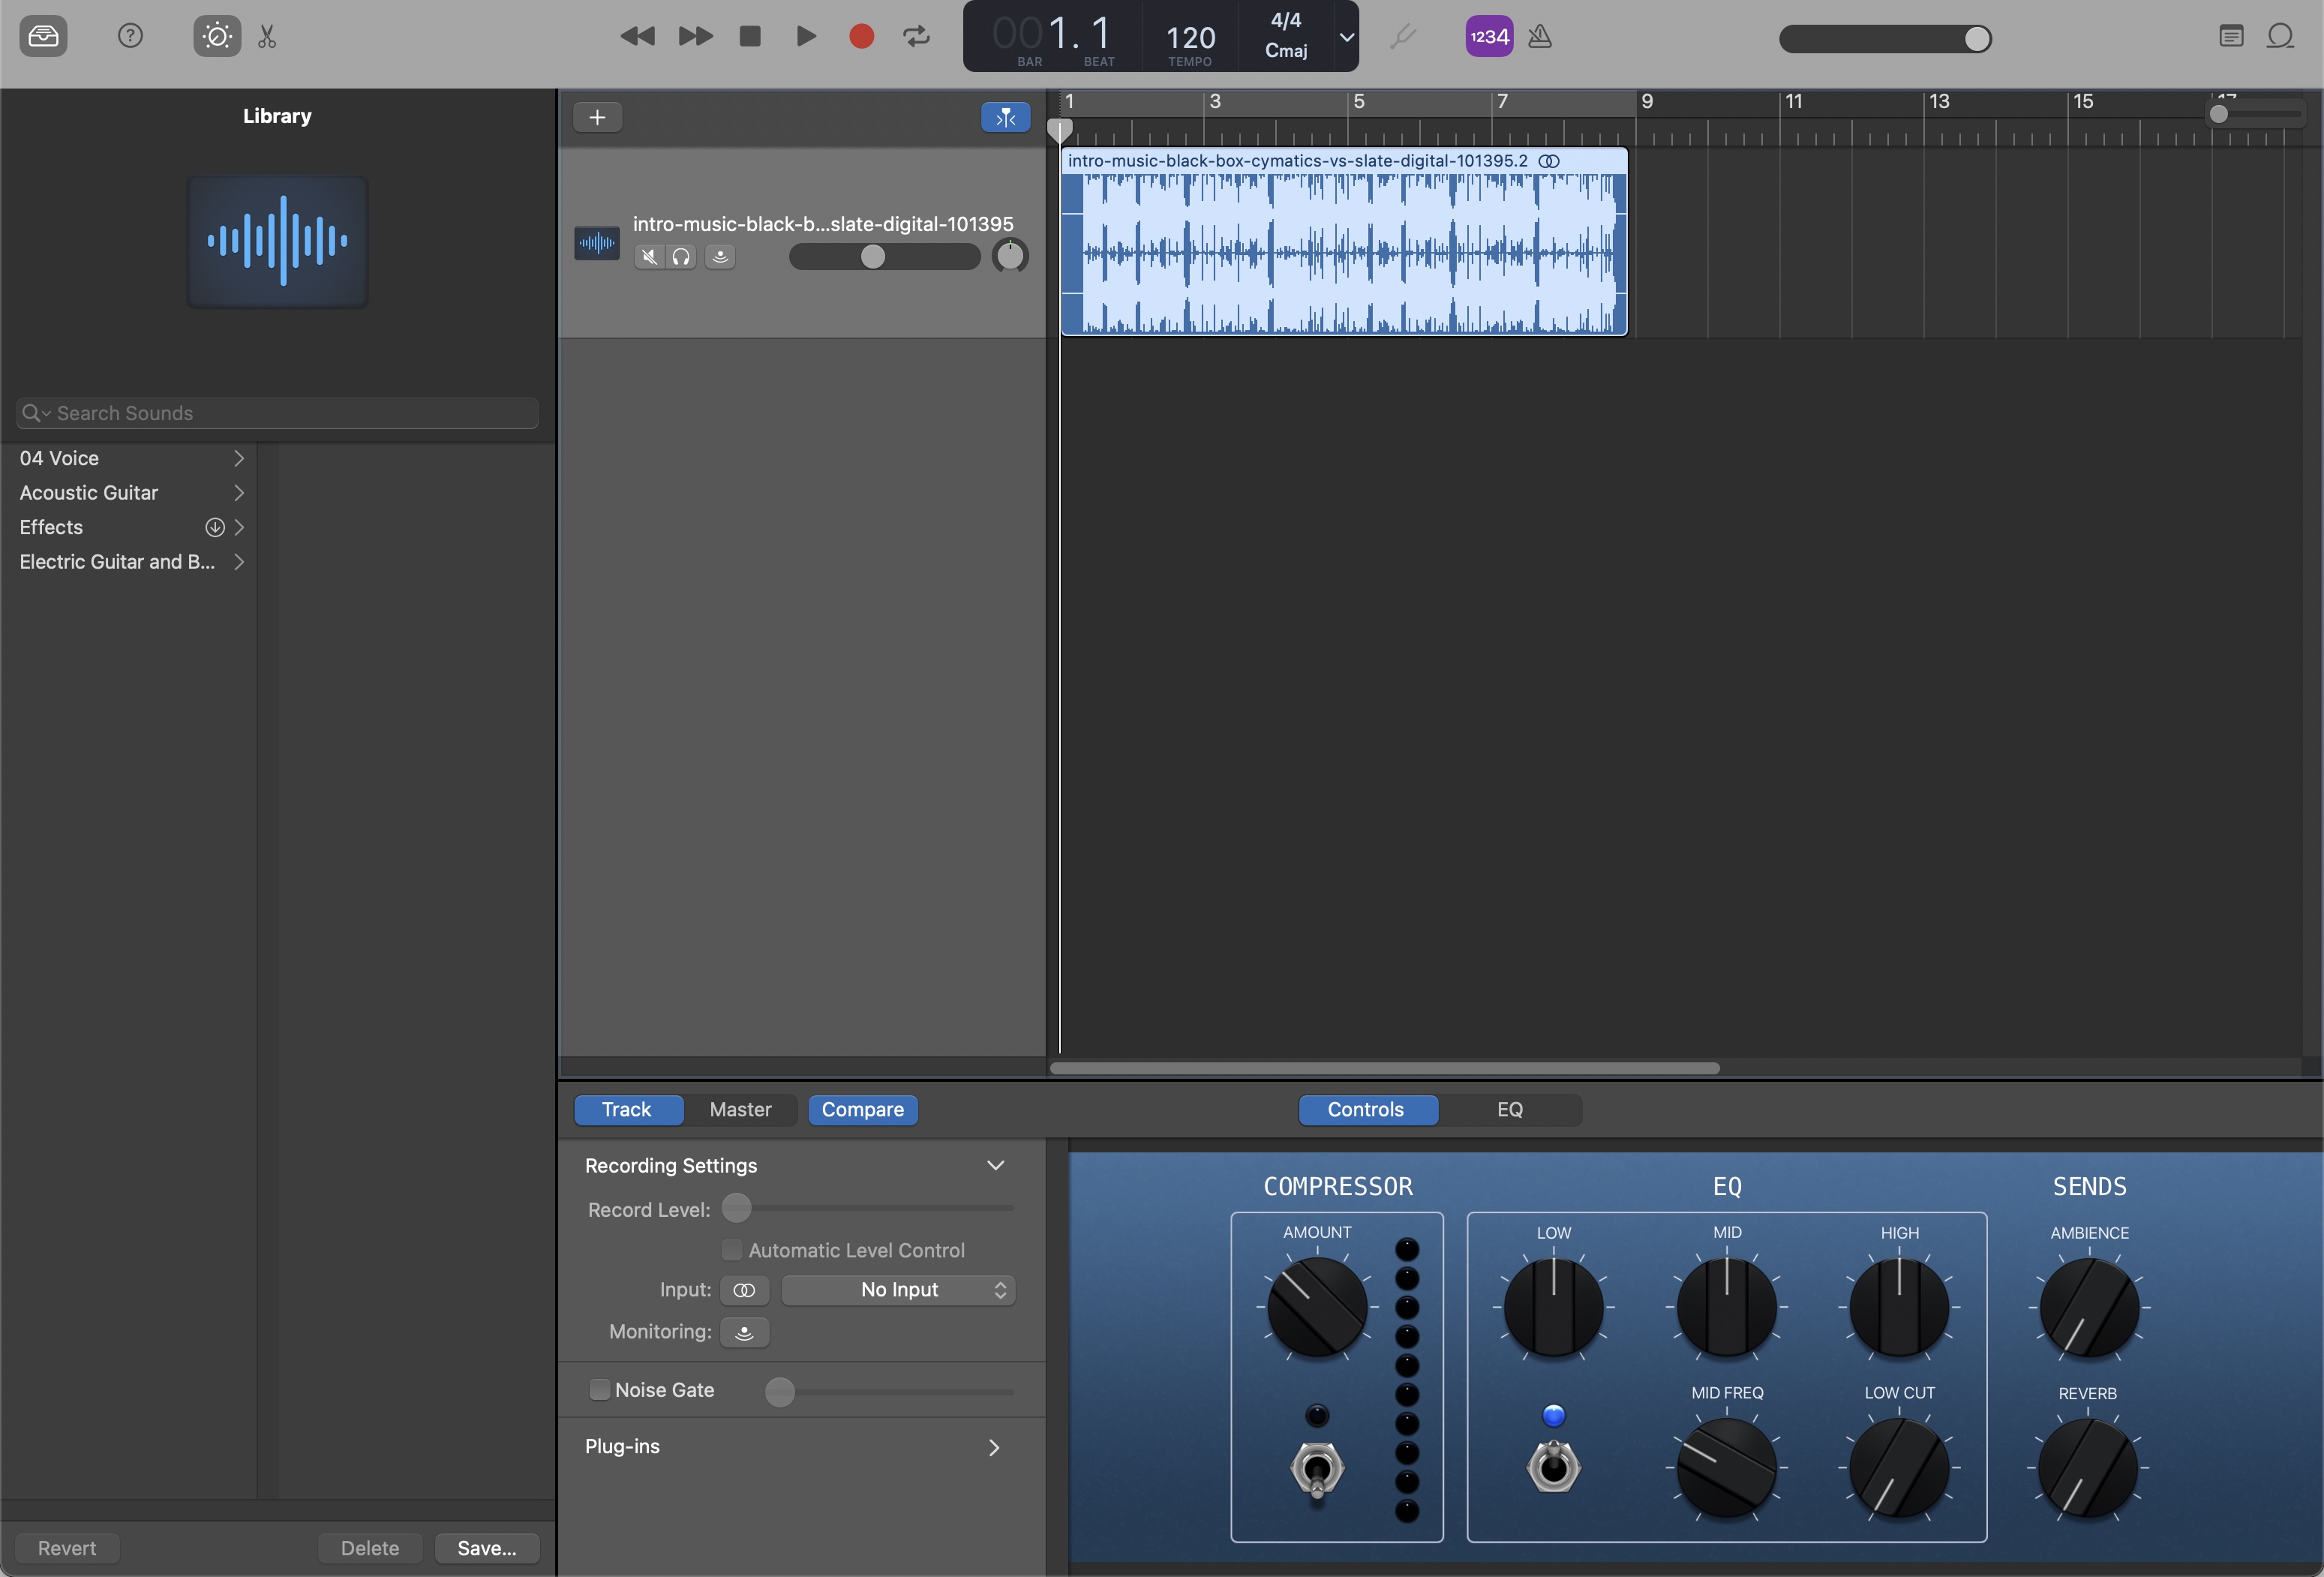 001.1
BAR
BEAT
120
TEMPO
4/4
Cmaj
1234
Library
Search Sounds
04 Voice
Acoustic Guitar
Effects
Electric Guitar and B...
Revert
Delete
Save...
1 3 5 7 9 11 13 15 17
intro-music-black-b...slate-digital-101395
intro-music-black-box-cymatics-vs-slate-digital-101395.2
Track
Master
Compare
Controls
EQ
Recording Settings
Record Level:
Automatic Level Control
Input:
No Input
Monitoring:
Noise Gate
Plug-ins
COMPRESSOR
AMOUNT
EQ
LOW
MID
HIGH
MID FREQ
LOW CUT
SENDS
AMBIENCE
REVERB